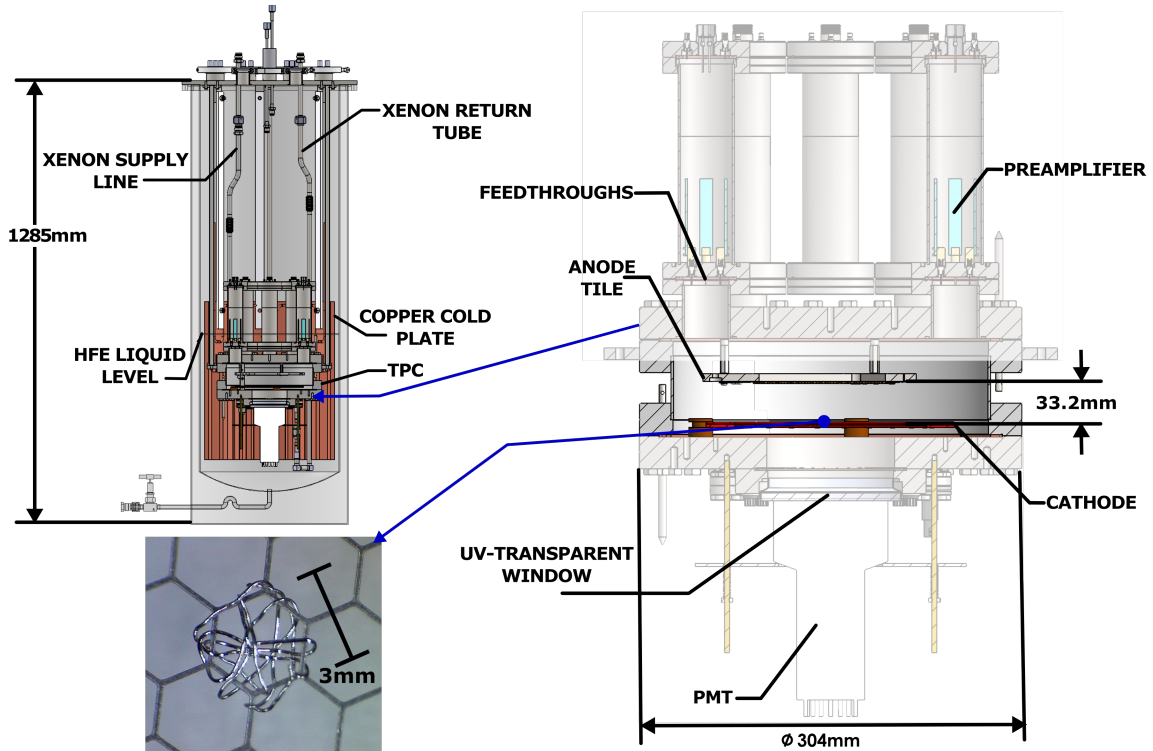 XENON RETURN
TUBE
XENON SUPPLY
LINE
1285mm
COPPER COLD
PLATE
HFE LIQUID
LEVEL
TPC
3mm
FEEDTHROUGHS
PREAMPLIFIER
ANODE
TILE
33.2mm
CATHODE
UV-TRANSPARENT
WINDOW
PMT
Φ 304mm